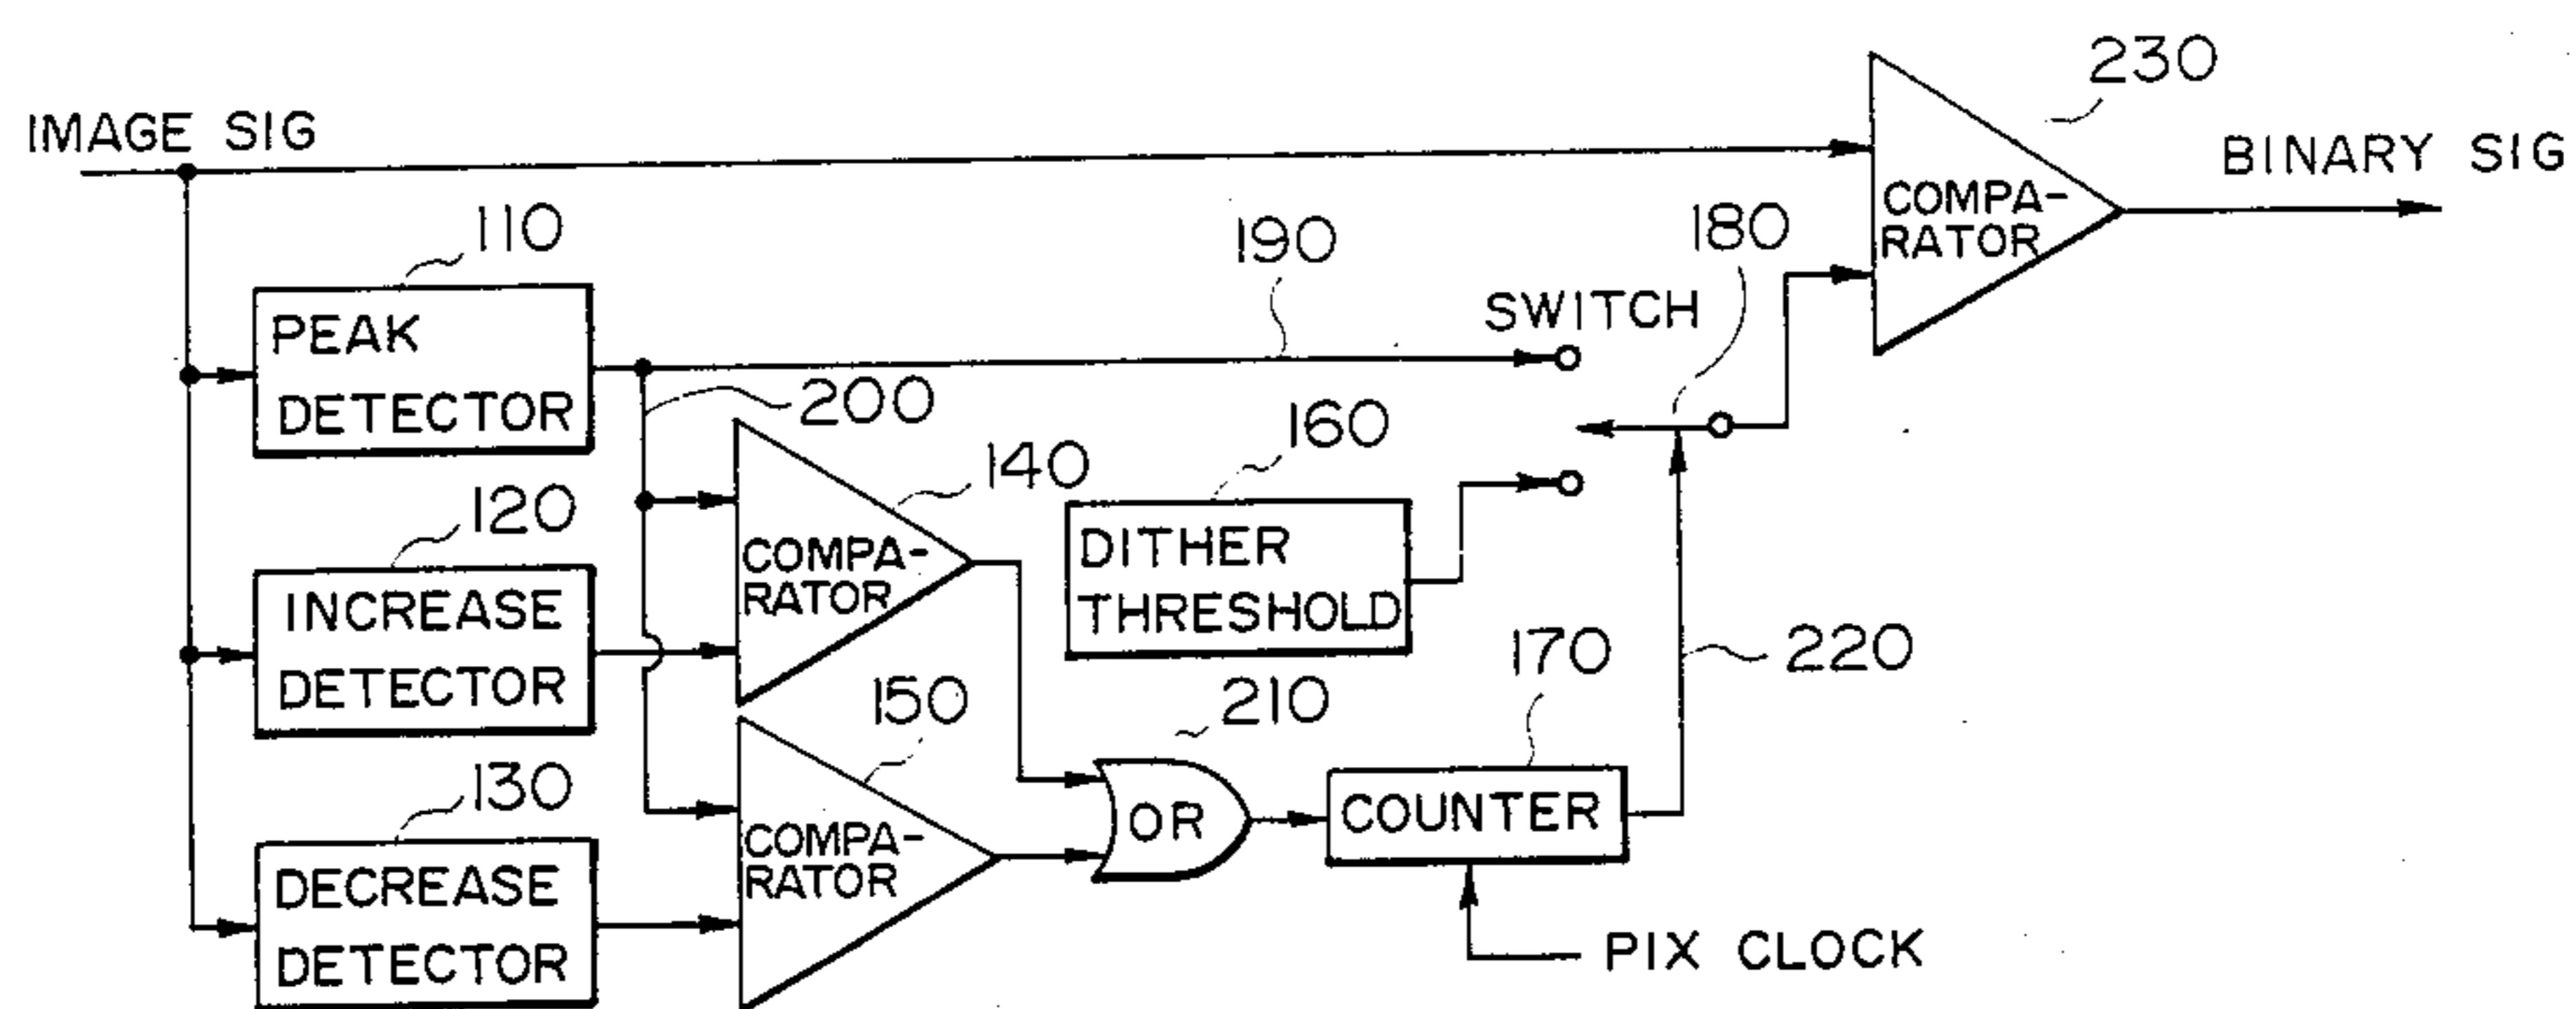 230
IMAGE SIG
BINARY SIG
COMPA-
RATOR
110
190
180
PEAK
DETECTOR
SWITCH
200
160
140
120
COMPA-
RATOR
DITHER
THRESHOLD
INCREASE
DETECTOR
170
220
150
210
130
COMPA-
RATOR
OR
COUNTER
DECREASE
DETECTOR
PIX CLOCK